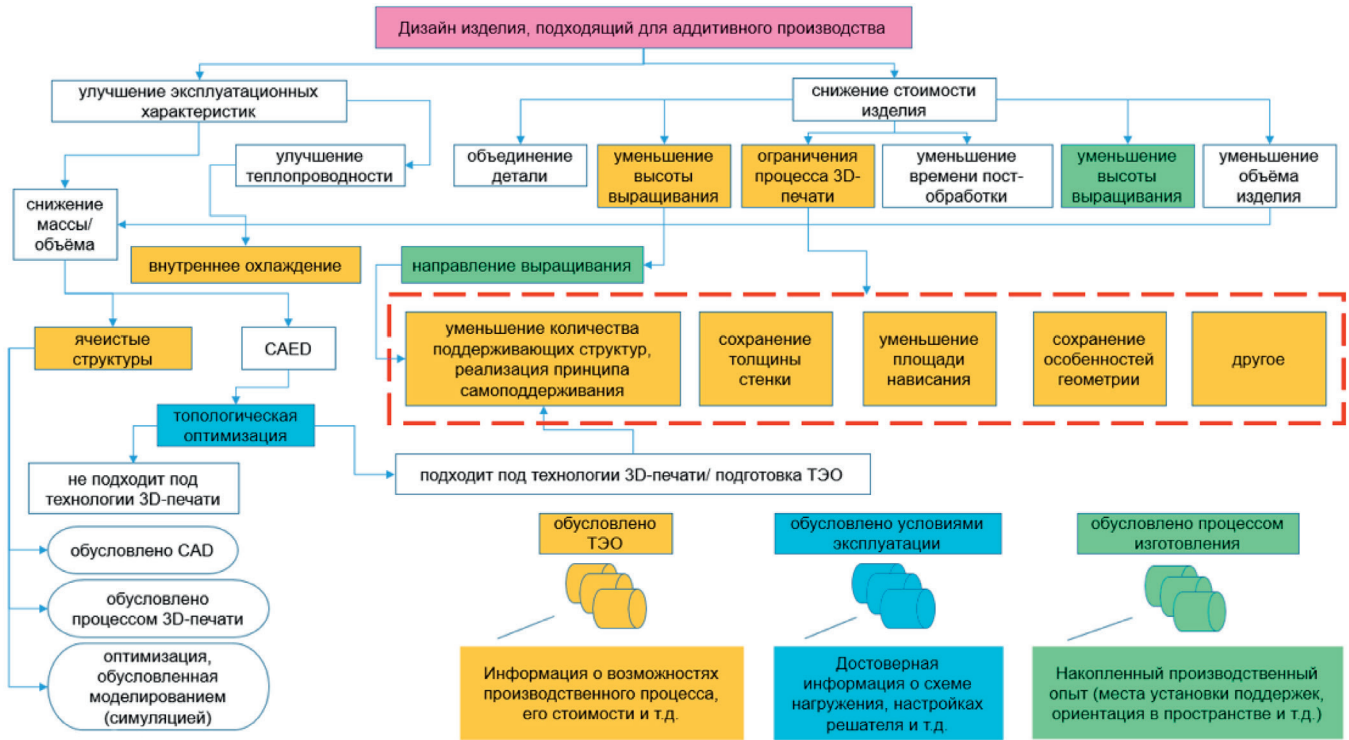 Дизайн изделия, подходящий для аддитивного производства
улучшение эксплуатационных
характеристик
снижение стоимости
изделия
улучшение
теплопроводности
объединение
детали
уменьшение
высоты
выращивания
ограничения
процесса 3D-
печати
уменьшение
времени пост-
обработки
уменьшение
высоты
выращивания
уменьшение
объёма
изделия
снижение
массы/
объёма
внутреннее охлаждение
направление выращивания
ячеистые
структуры
CAED
уменьшение количества
поддерживающих структур,
реализация принципа
самоподдерживания
сохранение
толщины
стенки
уменьшение
площади
нависания
сохранение
особенностей
геометрии
другое
топологическая
оптимизация
не подходит под
технологии 3D-печати
подходит под технологии 3D-печати/ подготовка ТЭО
обусловлено CAD
обусловлено
процессом 3D-печати
оптимизация,
обусловленная
моделированием
(симуляцией)
обусловлено
ТЭО
обусловлено условиями
эксплуатации
обусловлено процессом
изготовления
Информация о возможностях
производственного процесса,
его стоимости и т.д.
Достоверная
информация о схеме
нагружения, настройках
решателя и т.д.
Накопленный производственный
опыт (места установки поддержек,
ориентация в пространстве и т.д.)